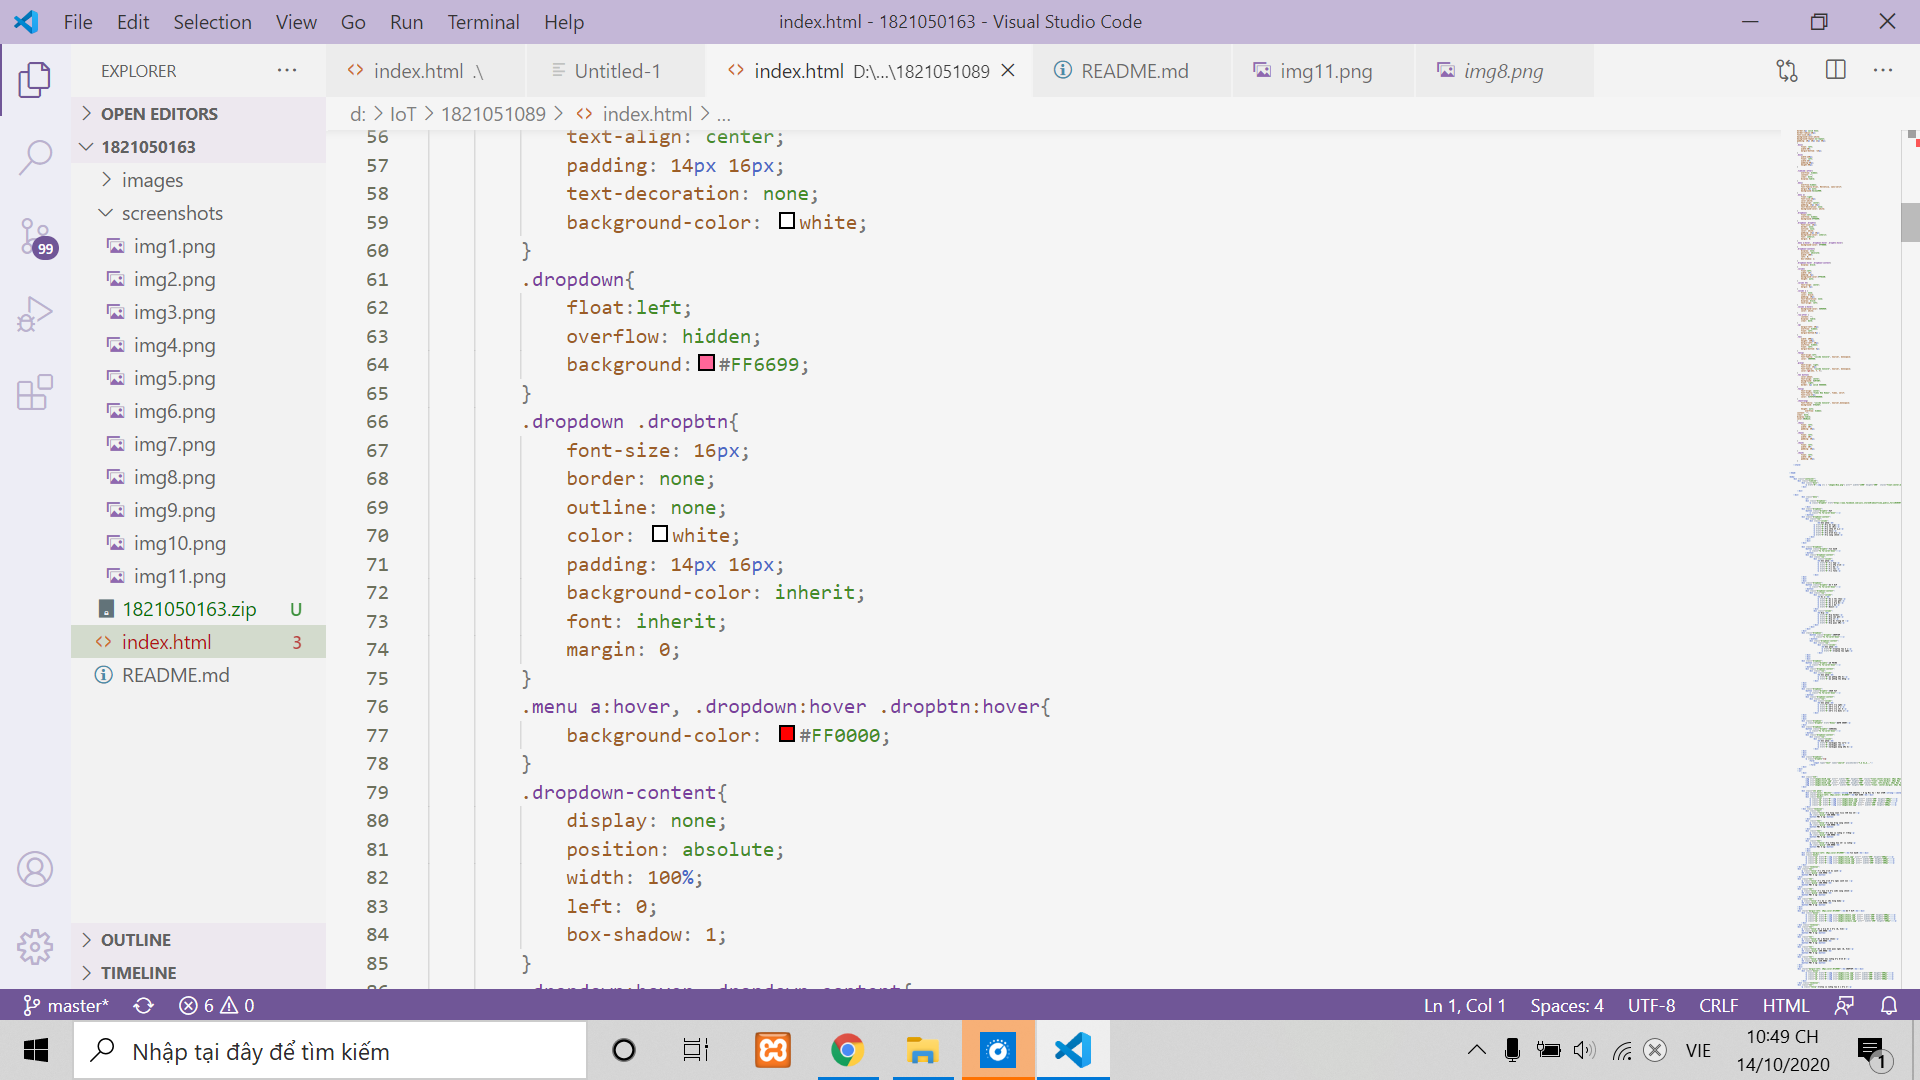 File Edit Selection View Go Run Terminal Help
index.html - 1821050163 - Visual Studio Code
EXPLORER
index.html .\
Untitled-1
index.html D:\...\1821051089
README.md
img11.png
img8.png
d: > IoT > 1821051089 > index.html > ...
OPEN EDITORS
1821050163
images
screenshots
img1.png
img2.png
img3.png
img4.png
img5.png
img6.png
img7.png
img8.png
img9.png
img10.png
img11.png
1821050163.zip U
index.html 3
README.md
OUTLINE
TIMELINE
99
56 text-align: center;
57 padding: 14px 16px;
58 text-decoration: none;
59 background-color: white;
60 }
61 .dropdown{
62 float:left;
63 overflow: hidden;
64 background: #FF6699;
65 }
66 .dropdown .dropbtn{
67 font-size: 16px;
68 border: none;
69 outline: none;
70 color: white;
71 padding: 14px 16px;
72 background-color: inherit;
73 font: inherit;
74 margin: 0;
75 }
76 .menu a:hover, .dropdown:hover .dropbtn:hover{
77 background-color: #FF0000;
78 }
79 .dropdown-content{
80 display: none;
81 position: absolute;
82 width: 100%;
83 left: 0;
84 box-shadow: 1;
85 }
86 .dropdown:hover .dropdown-content{
master* 6 0
Ln 1, Col 1 Spaces: 4 UTF-8 CRLF HTML
Nhập tại đây để tìm kiếm
VIE
10:49 CH
14/10/2020
1